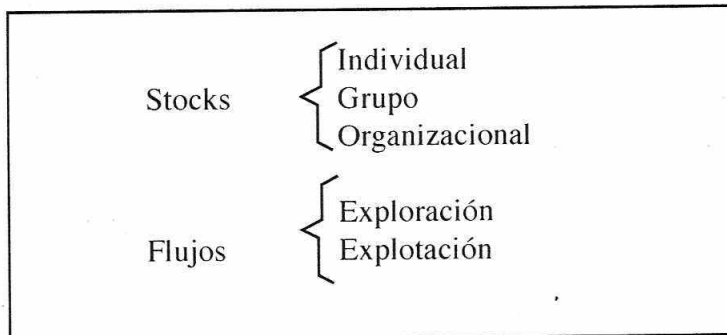 Individual
Stocks Grupo
Organizacional
Exploración
Flujos Explotación